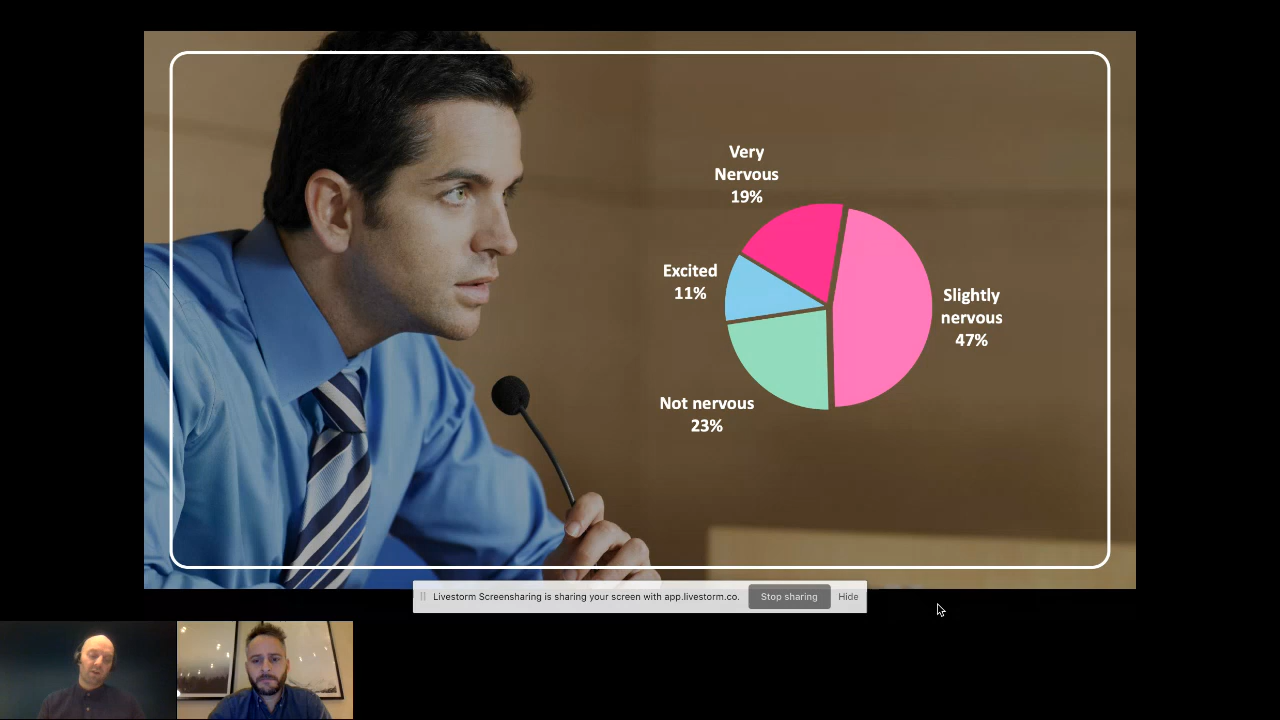 Very
Nervous
19%
Excited
11%
Slightly
nervous
47%
Not nervous
23%
Livestorm Screensharing is sharing your screen with app.livestorm.co.
Stop sharing
Hide